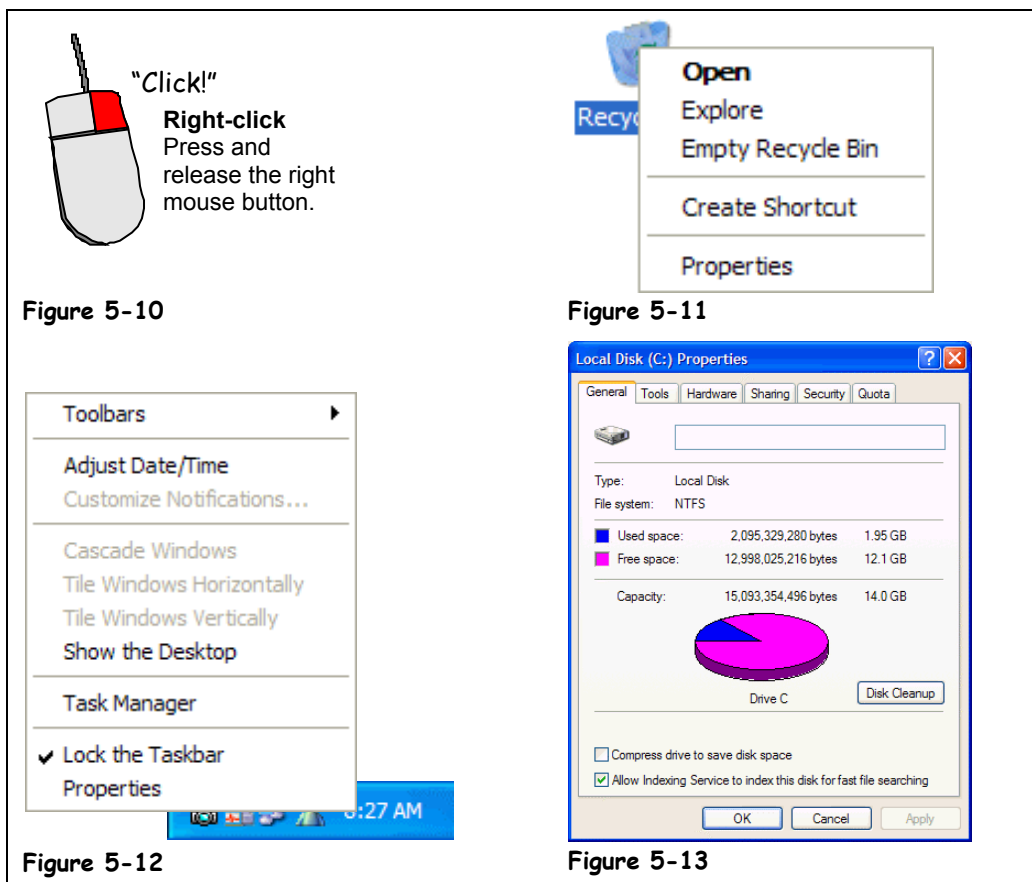 "Click!"
Right-click
Press and
release the right
mouse button.
Figure 5-10
Open
Explore
Empty Recycle Bin
Create Shortcut
Properties
Figure 5-11
Toolbars
Adjust Date/Time
Customize Notifications...
Cascade Windows
Tile Windows Horizontally
Tile Windows Vertically
Show the Desktop
Task Manager
Lock the Taskbar
Properties
:27 AM
Figure 5-12
Local Disk (C:) Properties
General Tools Hardware Sharing Security Quota
Type: Local Disk
File system: NTFS
Used space: 2,095,329,280 bytes 1.95 GB
Free space: 12,998,025,216 bytes 12.1 GB
Capacity: 15,093,354,496 bytes 14.0 GB
Drive C Disk Cleanup
Compress drive to save disk space
Allow Indexing Service to index this disk for fast file searching
OK Cancel Apply
Figure 5-13